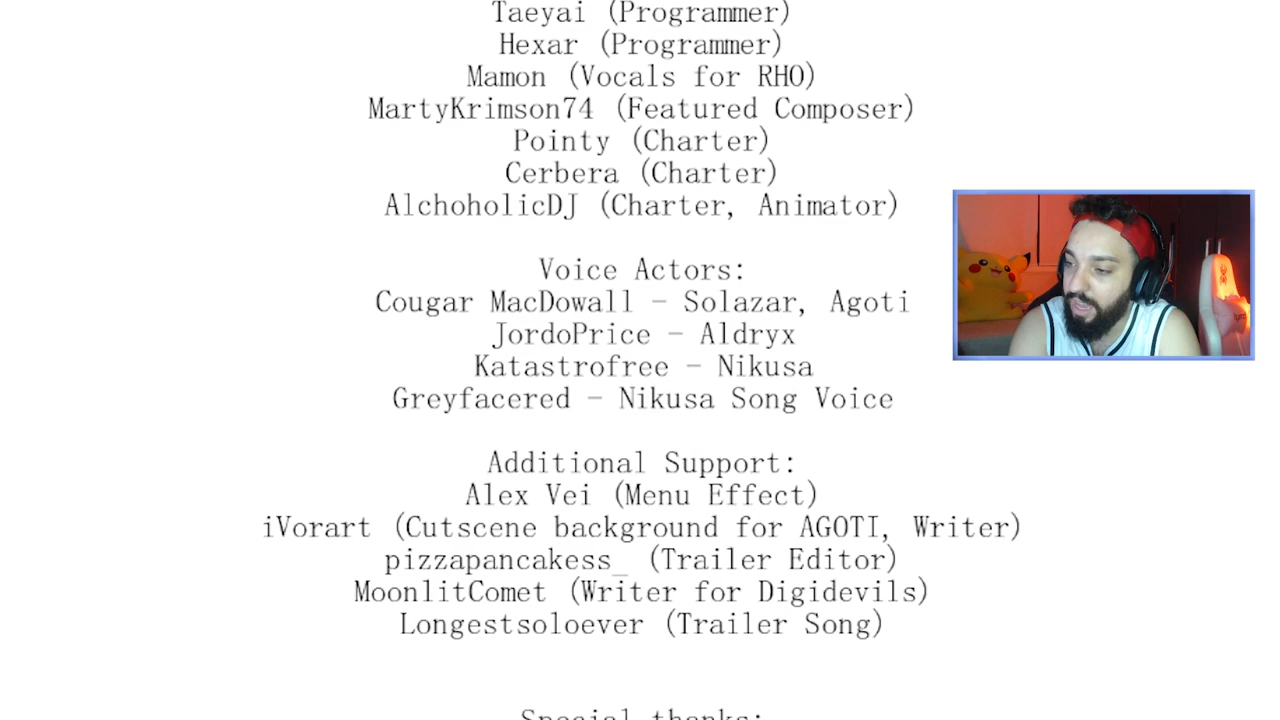 Taeyai (Programmer)
Hexar (Programmer)
Mamon (Vocals for RHO)
MartyKrimson74 (Featured Composer)
Pointy (Charter)
Cerbera (Charter)
AlchoholicDJ (Charter, Animator)
Voice Actors:
Cougar MacDowall - Solazar, Agoti
JordoPrice - Aldryx
Katastrofree - Nikusa
Greyfacered - Nikusa Song Voice
Additional Support:
Alex Vei (Menu Effect)
iVorart (Cutscene background for AGOTI, Writer)
pizzapancakess_ (Trailer Editor)
MoonlitComet (Writer for Digidevils)
Longestsoloever (Trailer Song)
Special thanks: